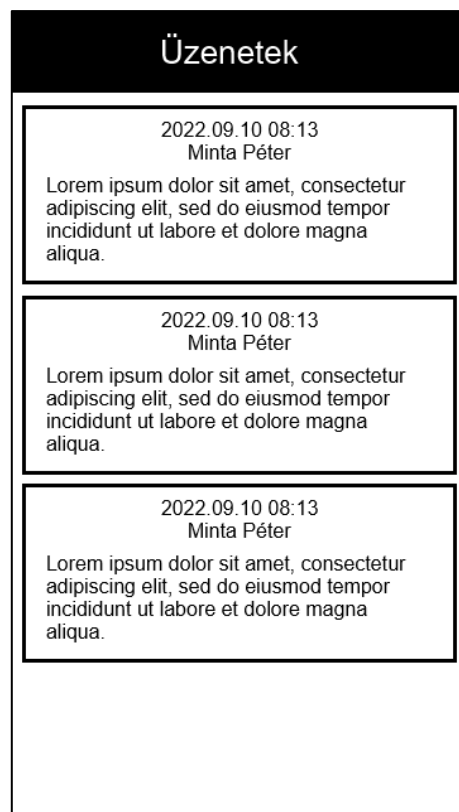 Üzenetek
2022.09.10 08:13
Minta Péter
Lorem ipsum dolor sit amet, consectetur
adipiscing elit, sed do eiusmod tempor
incididunt ut labore et dolore magna
aliqua.
2022.09.10 08:13
Minta Péter
Lorem ipsum dolor sit amet, consectetur
adipiscing elit, sed do eiusmod tempor
incididunt ut labore et dolore magna
aliqua.
2022.09.10 08:13
Minta Péter
Lorem ipsum dolor sit amet, consectetur
adipiscing elit, sed do eiusmod tempor
incididunt ut labore et dolore magna
aliqua.